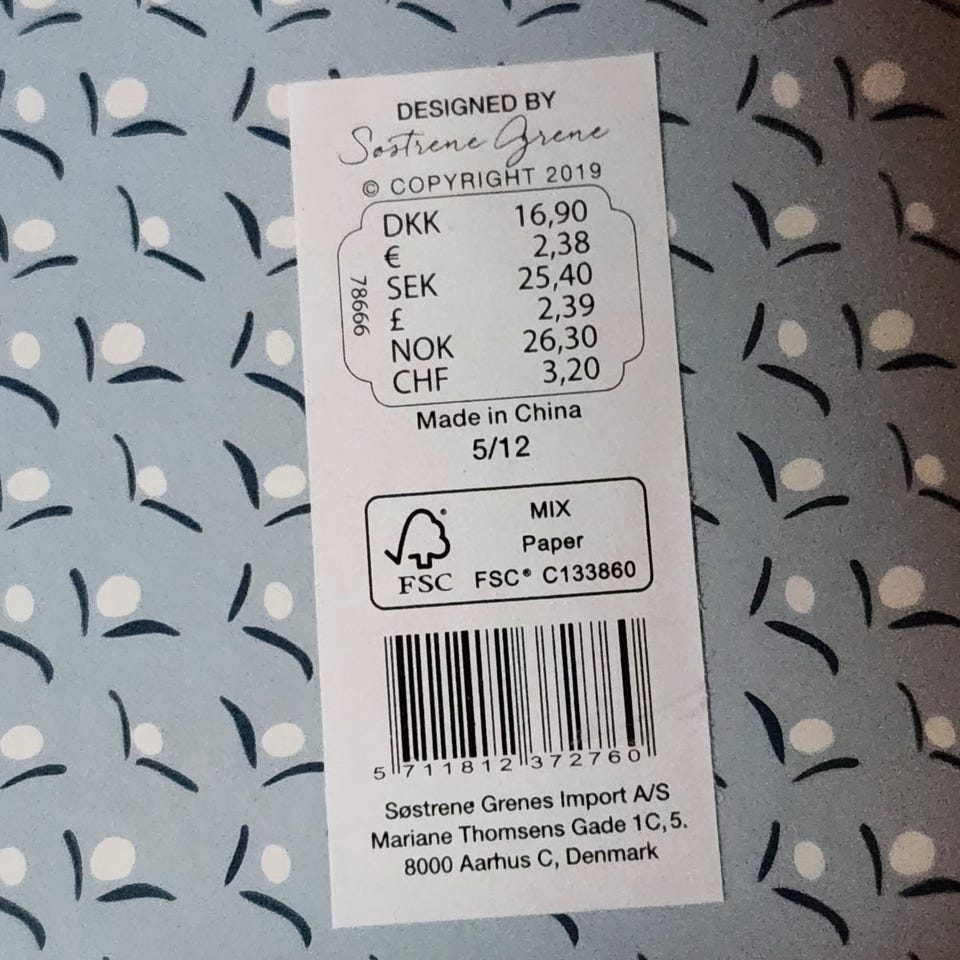 DESIGNED BY
Søstrene Grene
© COPYRIGHT 2019
78666
DKK 16,90
€ 2,38
SEK 25,40
£ 2,39
NOK 26,30
CHF 3,20
Made in China
5/12
FSC
MIX
Paper
FSC® C133860
5 711812 372760
Søstrene Grenes Import A/S
Mariane Thomsens Gade 1C, 5.
8000 Aarhus C, Denmark